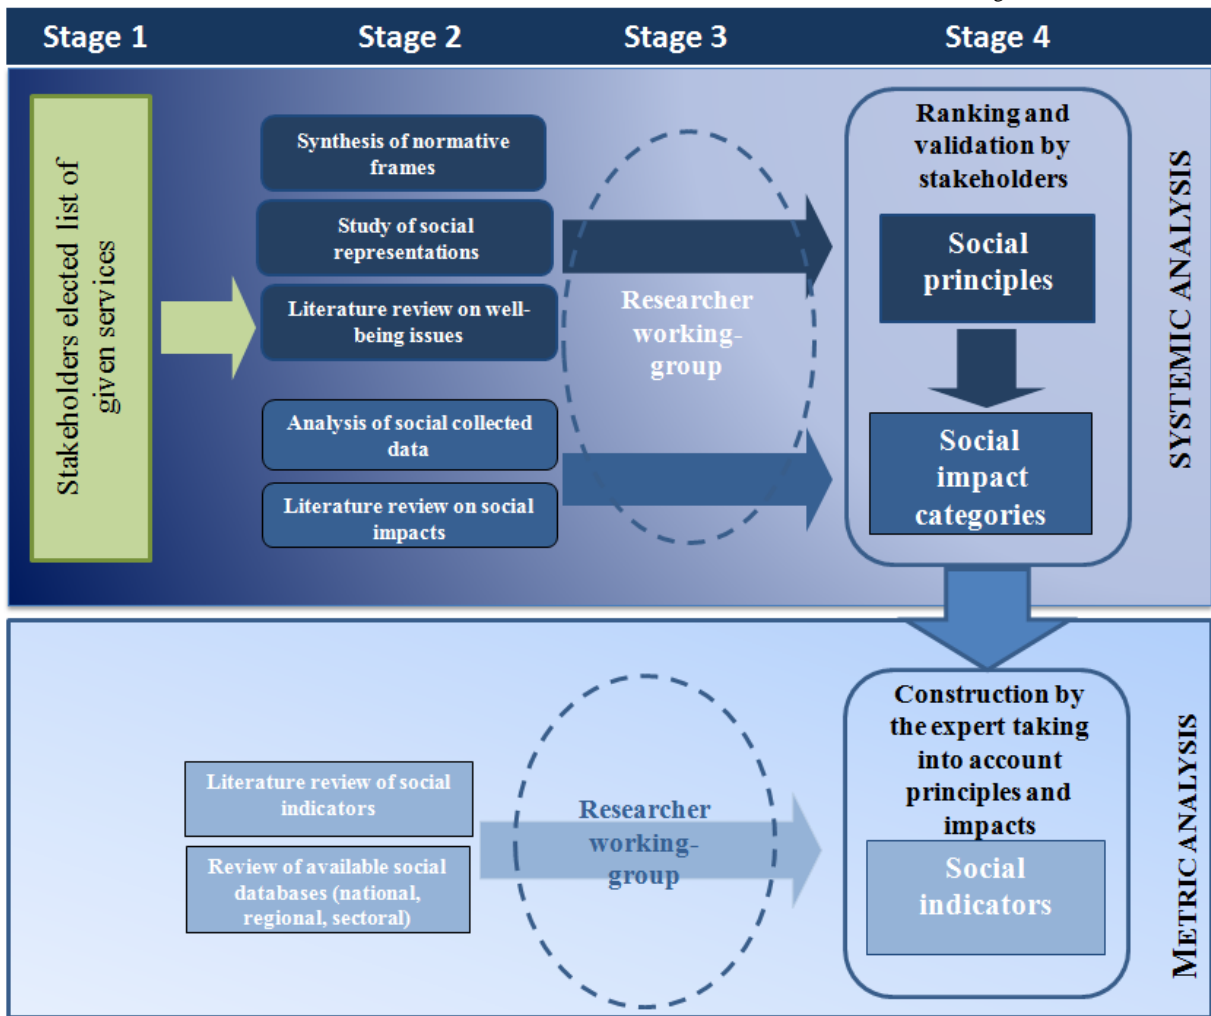 Stage 1
Stage 2
Stage 3
Stage 4
Stakeholders elected list of
given services
Synthesis of normative
frames
Study of social
representations
Literature review on well-
being issues
Analysis of social collected
data
Literature review on social
impacts
Researcher
working-
group
Ranking and
validation by
stakeholders
Social
principles
Social
impact
categories
SYSTEMIC ANALYSIS
Literature review of social
indicators
Review of available social
databases (national,
regional, sectoral)
Researcher
working-
group
Construction by
the expert taking
into account
principles and
impacts
Social
indicators
METRIC ANALYSIS